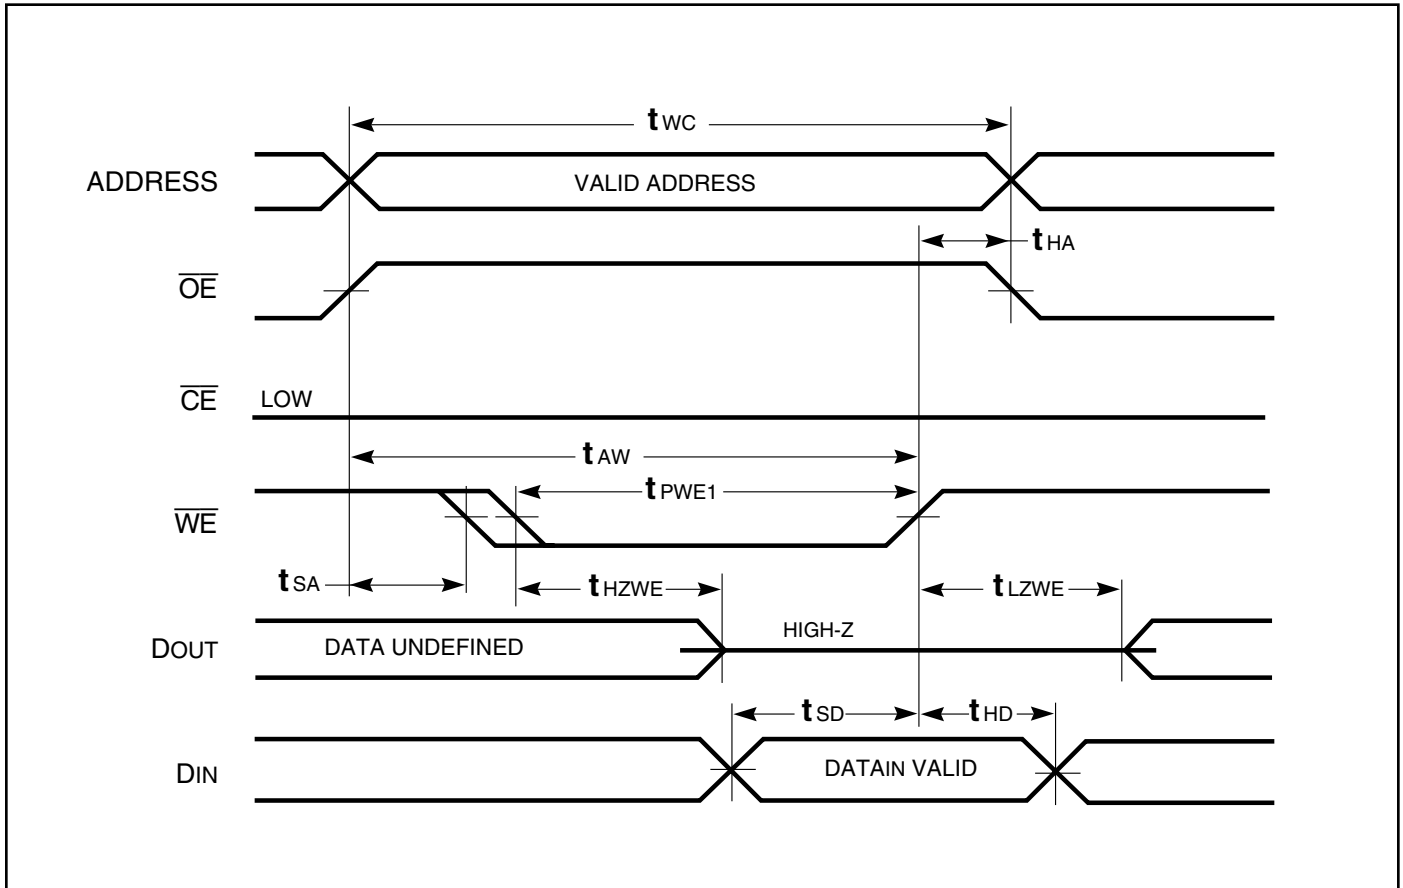 tWC
ADDRESS
VALID ADDRESS
tHA
OE
CE
LOW
tAW
tPWE1
WE
tSA
tHZWE
tLZWE
DOUT
DATA UNDEFINED
HIGH-Z
tSD
tHD
DIN
DATAIN VALID